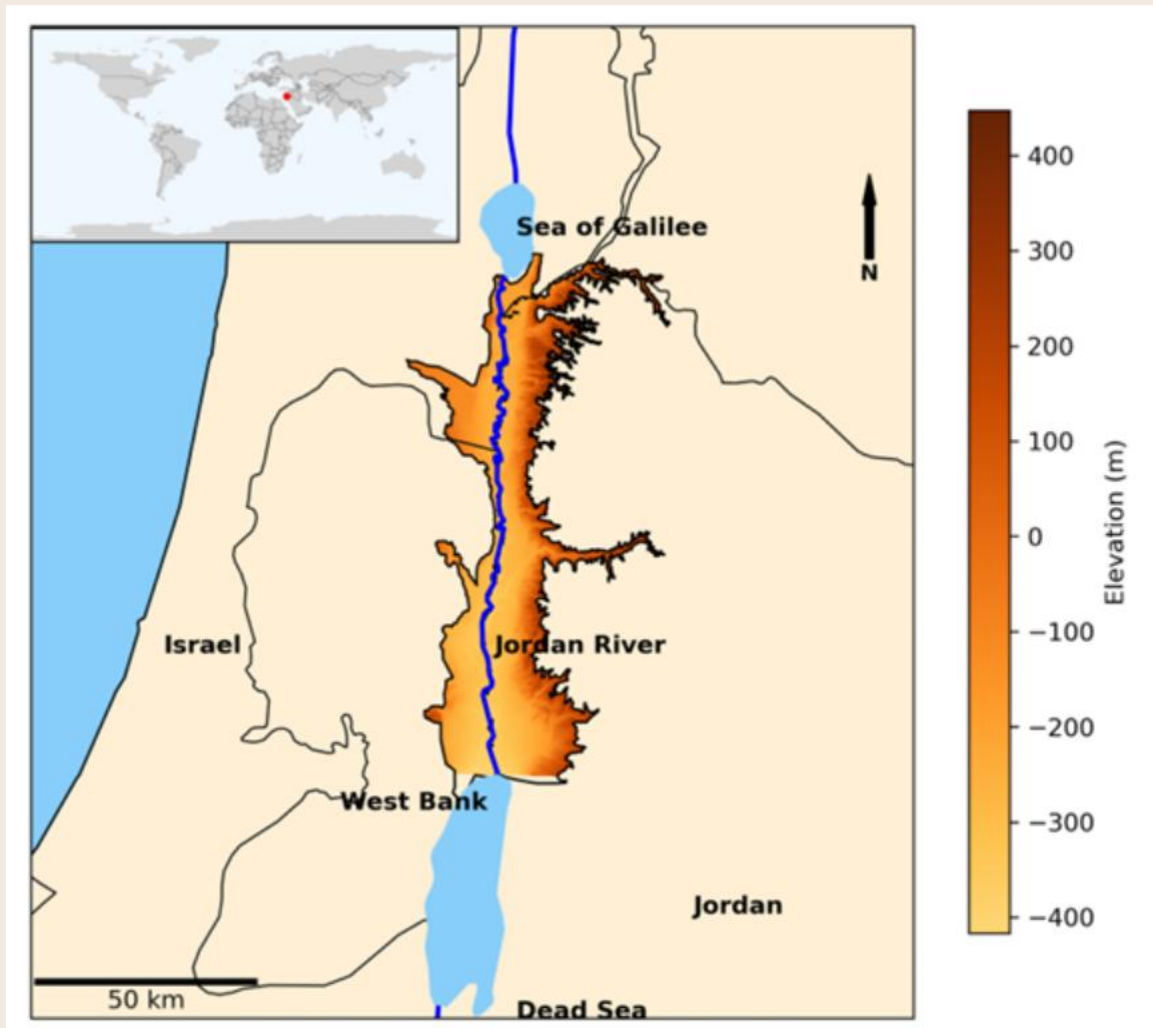 Sea of Galilee
N
Israel
Jordan River
West Bank
Jordan
50 km
Dead Sea
400
300
200
100
0
−100
−200
−300
−400
Elevation (m)